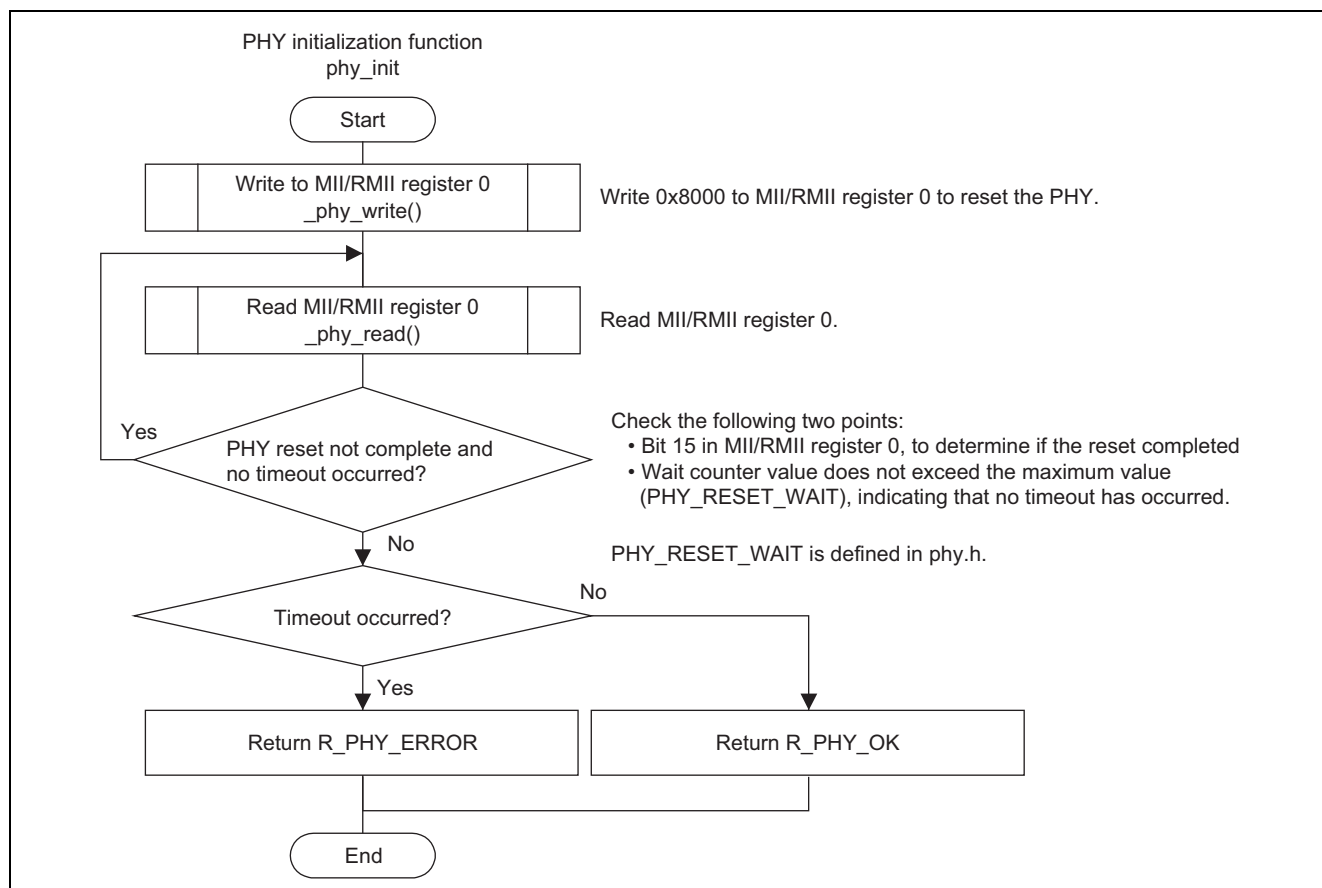 PHY initialization function
phy_init
Start
Write to MII/RMII register 0
_phy_write()
Write 0x8000 to MII/RMII register 0 to reset the PHY.
Read MII/RMII register 0
_phy_read()
Read MII/RMII register 0.
Yes
PHY reset not complete and
no timeout occurred?
Check the following two points:
• Bit 15 in MII/RMII register 0, to determine if the reset completed
• Wait counter value does not exceed the maximum value
(PHY_RESET_WAIT), indicating that no timeout has occurred.
PHY_RESET_WAIT is defined in phy.h.
No
Timeout occurred?
No
Yes
Return R_PHY_ERROR
Return R_PHY_OK
End